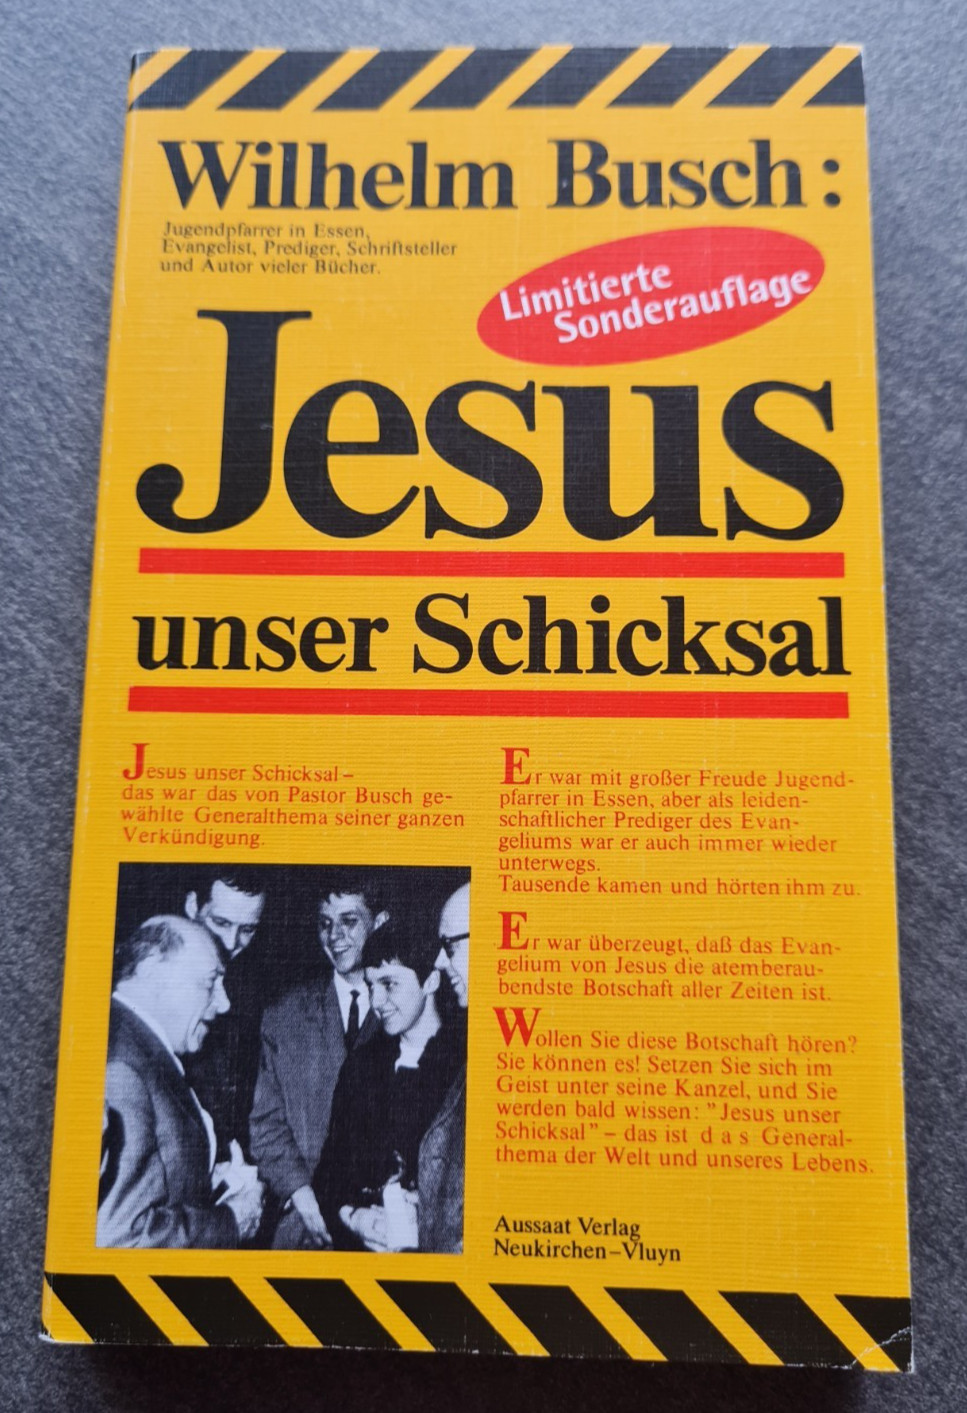 Wilhelm Busch:
Jugendpfarrer in Essen,
Evangelist, Prediger, Schriftsteller
und Autor vieler Bücher.
Limitierte
Sonderauflage
Jesus
unser Schicksal
Jesus unser Schicksal –
das war das von Pastor Busch ge-
wählte Generalthema seiner ganzen
Verkündigung.
Er war mit großer Freude Jugend-
pfarrer in Essen, aber als leiden-
schaftlicher Prediger des Evan-
geliums war er auch immer wieder
unterwegs.
Tausende kamen und hörten ihm zu.
Er war überzeugt, daß das Evan-
gelium von Jesus die atemberau-
bendste Botschaft aller Zeiten ist.
Wollen Sie diese Botschaft hören?
Sie können es! Setzen Sie sich im
Geist unter seine Kanzel, und Sie
werden bald wissen: "Jesus unser
Schicksal" – das ist d a s General-
thema der Welt und unseres Lebens.
Aussaat Verlag
Neukirchen–Vluyn